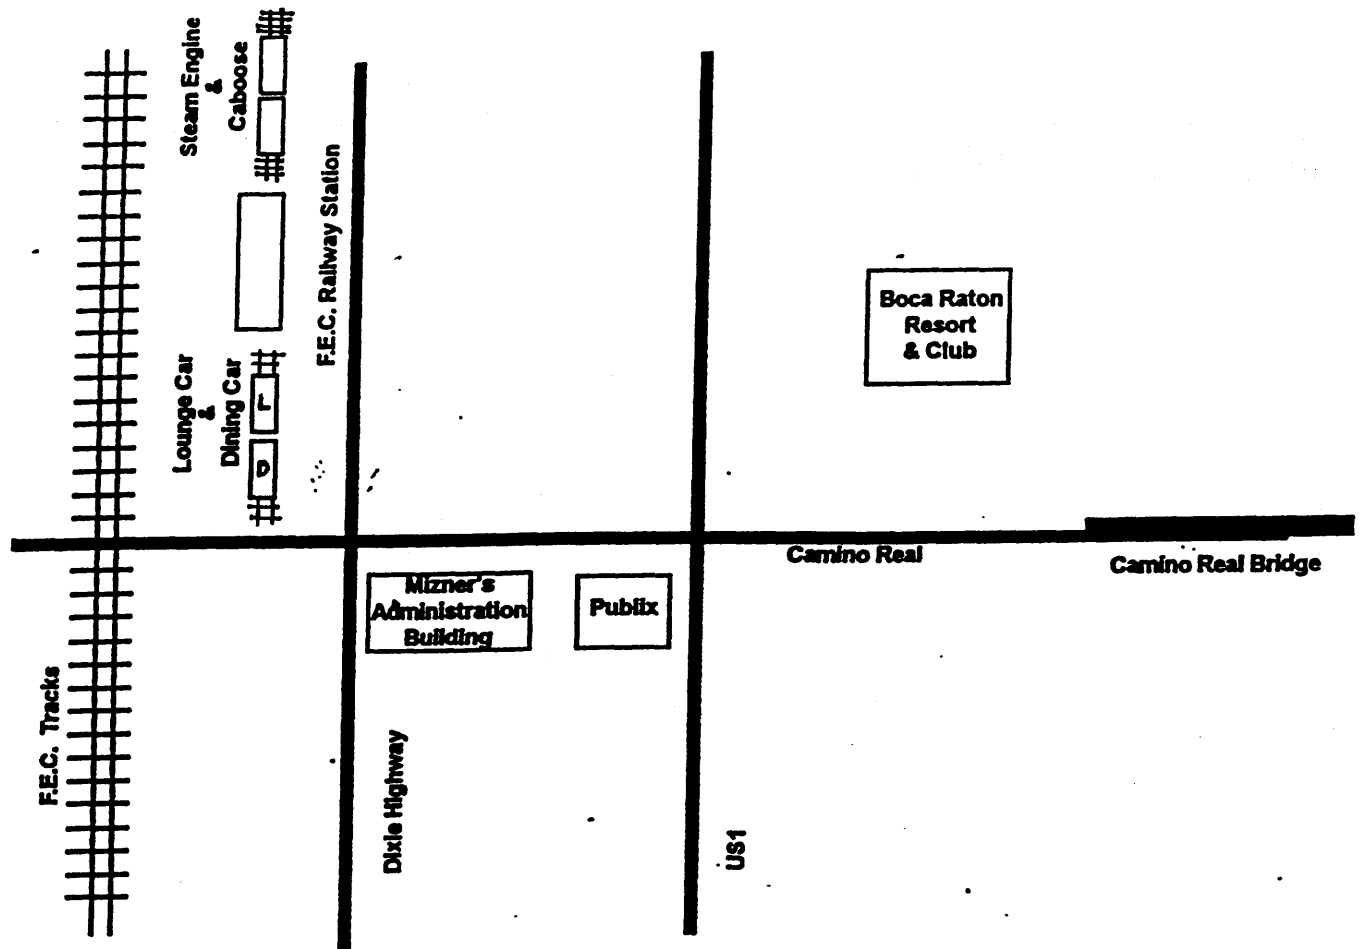 Steam Engine
&
Caboose
F.E.C. Railway Station
Lounge Car
&
Dining Car
L
D
Boca Raton
Resort
& Club
Camino Real
Camino Real Bridge
Mizner's
Administration
Building
Publix
F.E.C. Tracks
Dixie Highway
US1